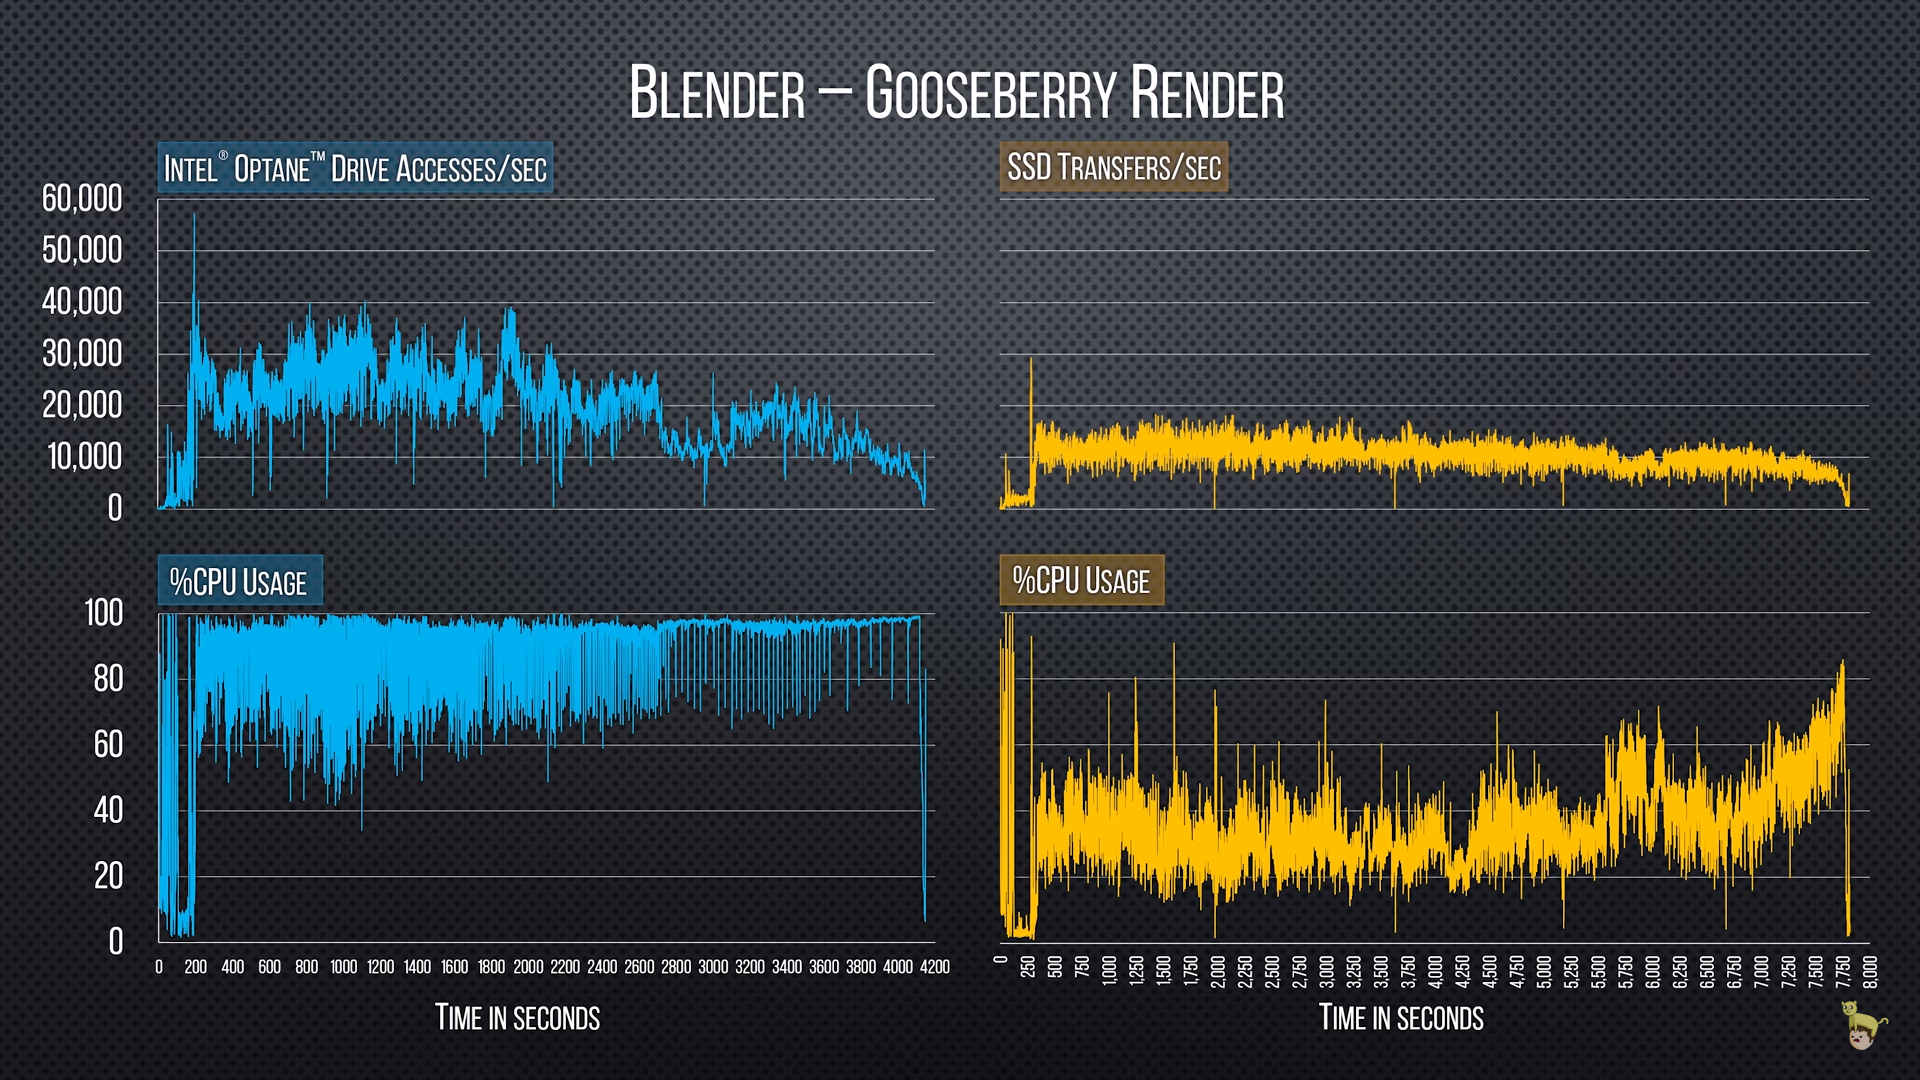 BLENDER – GOOSEBERRY RENDER
INTEL® OPTANE™ DRIVE ACCESSES/SEC
60,000
50,000
40,000
30,000
20,000
10,000
0
SSD TRANSFERS/SEC
%CPU USAGE
100
80
60
40
20
0
0 200 400 600 800 1000 1200 1400 1600 1800 2000 2200 2400 2600 2800 3000 3200 3400 3600 3800 4000 4200
TIME IN SECONDS
%CPU USAGE
0 250 500 750 1,000 1,250 1,500 1,750 2,000 2,250 2,500 2,750 3,000 3,250 3,500 3,750 4,000 4,250 4,500 4,750 5,000 5,250 5,500 5,750 6,000 6,250 6,500 6,750 7,000 7,250 7,500 7,750 8,000
TIME IN SECONDS